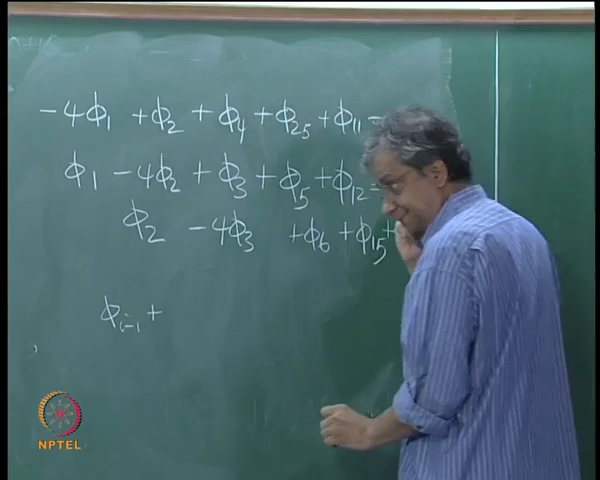 -4ϕ₁ +ϕ₂ + ϕ₄ + ϕ₂₅ + ϕ₁₁ =
ϕ₁ - 4ϕ₂ + ϕ₃ + ϕ₅ + ϕ₁₂ =
ϕ₂ - 4ϕ₃ +ϕ₆ +ϕ₁₅ +
ϕᵢ₋₁ +
NPTEL